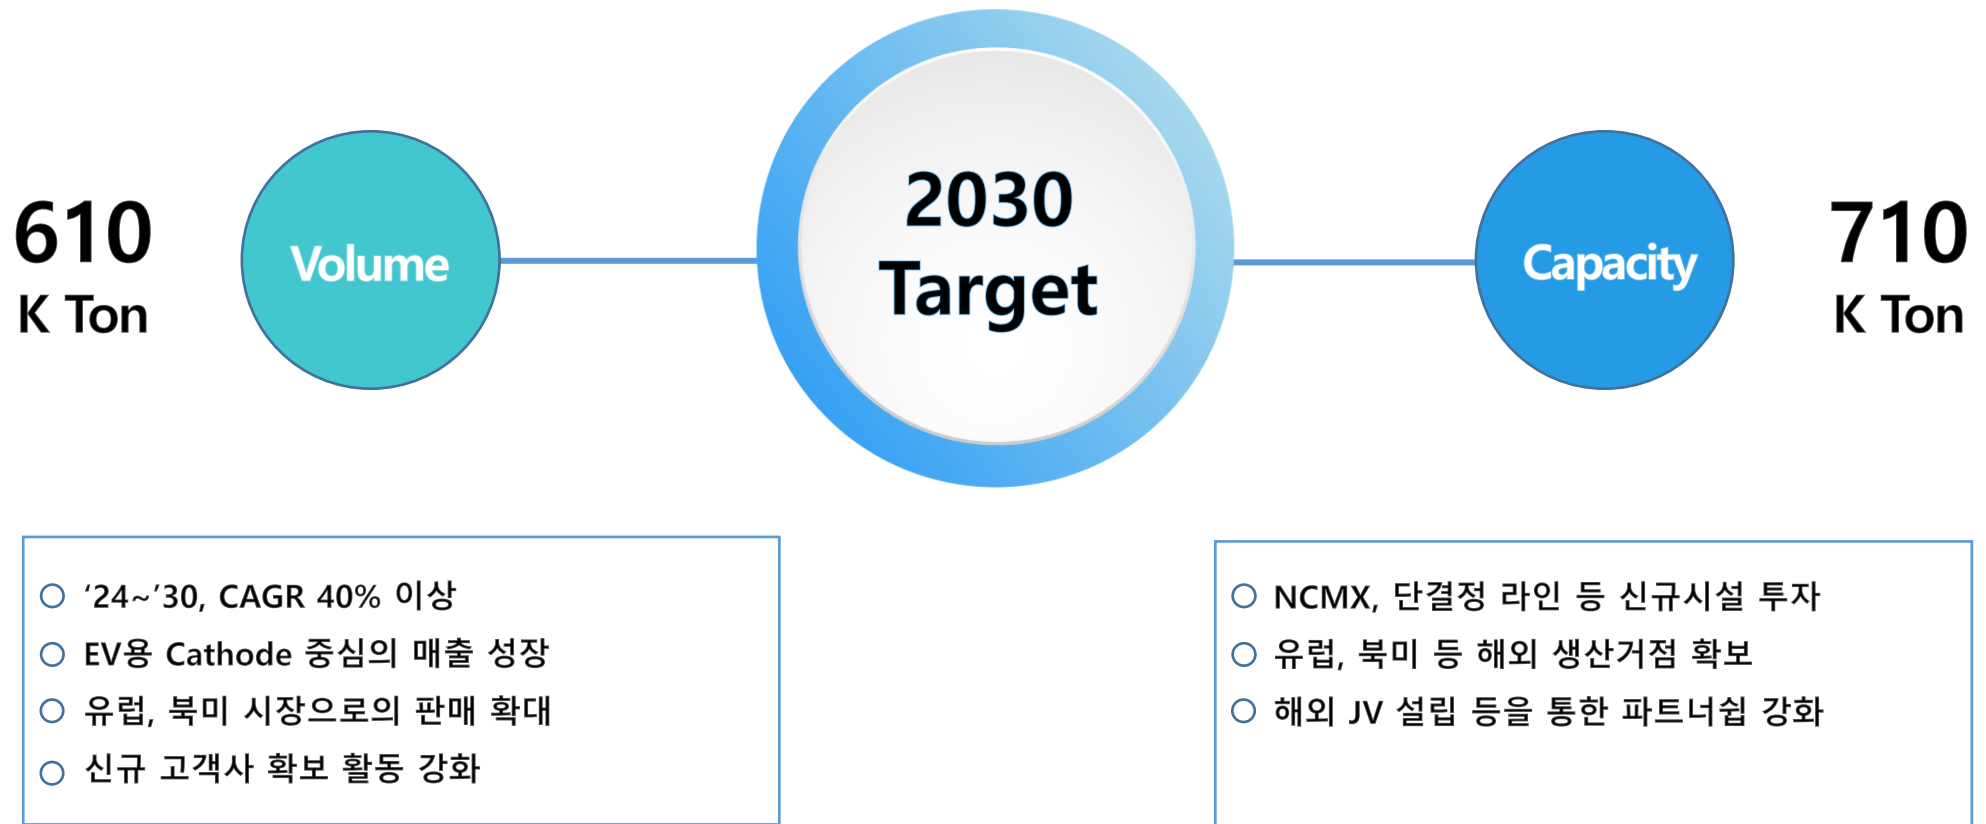 2030
Target
610
K Ton
Volume
Capacity
710
K Ton
‘24~’30, CAGR 40% 이상
EV용 Cathode 중심의 매출 성장
유럽, 북미 시장으로의 판매 확대
신규 고객사 확보 활동 강화
NCMX, 단결정 라인 등 신규시설 투자
유럽, 북미 등 해외 생산거점 확보
해외 JV 설립 등을 통한 파트너쉽 강화